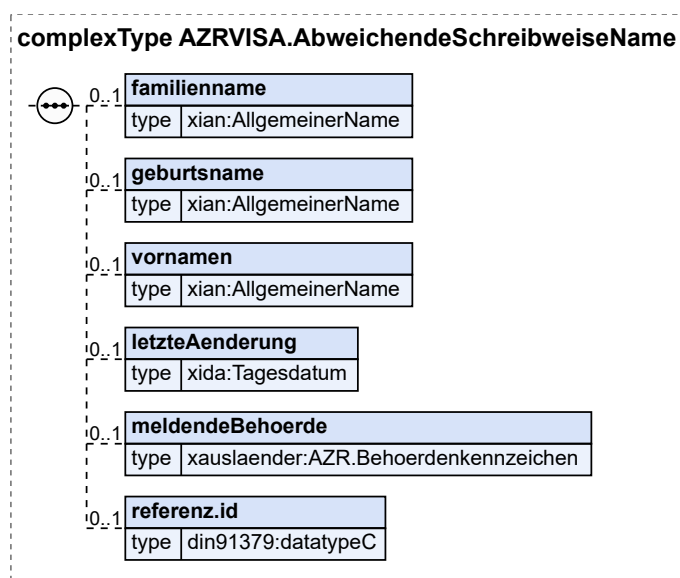 complexType AZRVISA.AbweichendeSchreibweiseName
0..1 familienname
type xian:AllgemeinerName
0..1 geburtsname
type xian:AllgemeinerName
0..1 vornamen
type xian:AllgemeinerName
0..1 letzteAenderung
type xida:Tagesdatum
0..1 meldendeBehoerde
type xauslaender:AZR.Behoerdenkennzeichen
0..1 referenz.id
type din91379:datatypeC